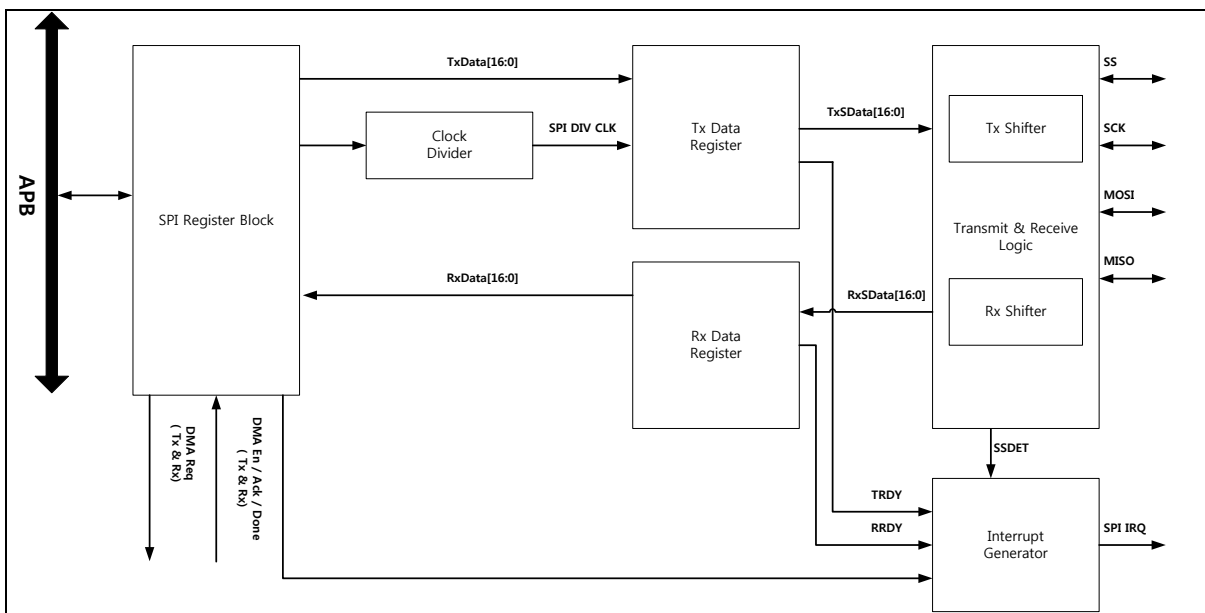 APB
SPI Register Block
TxData[16:0]
Clock
Divider
SPI DIV CLK
Tx Data
Register
TxSData[16:0]
Tx Shifter
Transmit & Receive
Logic
Rx Shifter
SS
SCK
MOSI
MISO
RxData[16:0]
Rx Data
Register
RxSData[16:0]
DMA Req
( Tx & Rx)
DMA En / Ack / Done
( Tx & Rx)
SSDET
TRDY
RRDY
Interrupt
Generator
SPI IRQ